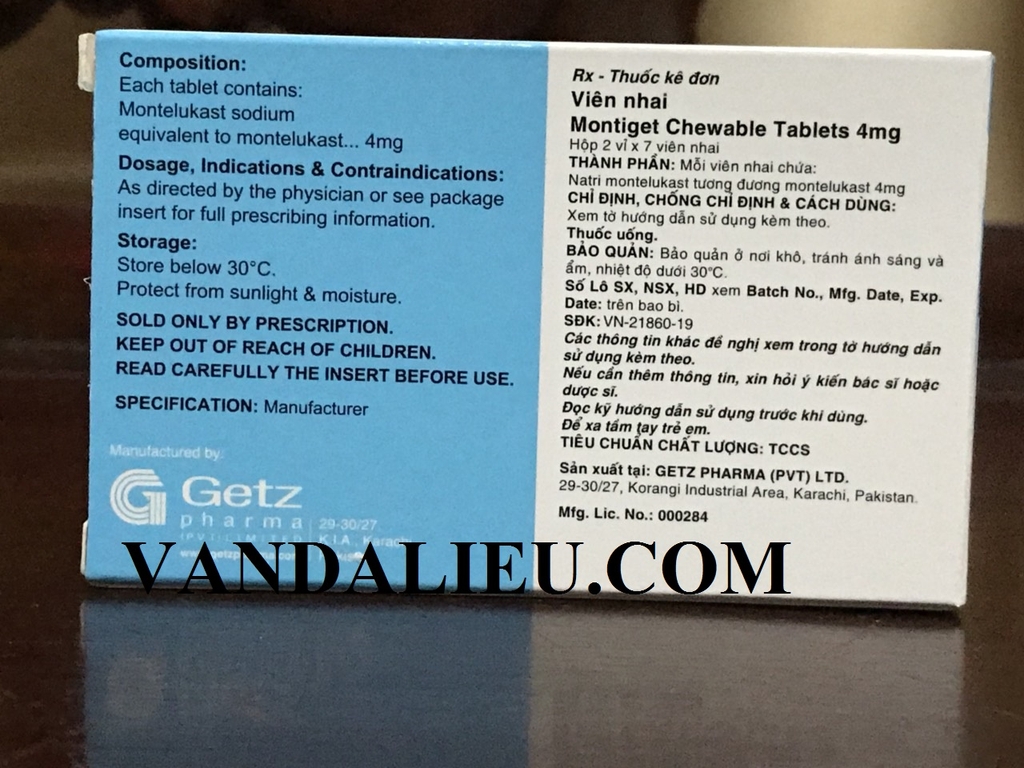 Composition:
Each tablet contains:
Montelukast sodium
equivalent to montelukast... 4mg
Dosage, Indications & Contraindications:
As directed by the physician or see package
insert for full prescribing information.
Storage:
Store below 30°C.
Protect from sunlight & moisture.
SOLD ONLY BY PRESCRIPTION.
KEEP OUT OF REACH OF CHILDREN.
READ CAREFULLY THE INSERT BEFORE USE.
SPECIFICATION: Manufacturer
Manufactured by:
Getz
pharma
(PVT) LIMITED
29-30/27
K.I.A., Karachi
Rx - Thuốc kê đơn
Viên nhai
Montiget Chewable Tablets 4mg
Hộp 2 vỉ x 7 viên nhai
THÀNH PHẦN: Mỗi viên nhai chứa:
Natri montelukast tương đương montelukast 4mg
CHỈ ĐỊNH, CHỐNG CHỈ ĐỊNH & CÁCH DÙNG:
Xem tờ hướng dẫn sử dụng kèm theo.
Thuốc uống.
BẢO QUẢN: Bảo quản ở nơi khô, tránh ánh sáng và
ẩm, nhiệt độ dưới 30°C.
Số Lô SX, NSX, HD xem Batch No., Mfg. Date, Exp.
Date: trên bao bì.
SĐK: VN-21860-19
Các thông tin khác đề nghị xem trong tờ hướng dẫn
sử dụng kèm theo.
Nếu cần thêm thông tin, xin hỏi ý kiến bác sĩ hoặc
dược sĩ.
Đọc kỹ hướng dẫn sử dụng trước khi dùng.
Để xa tầm tay trẻ em.
TIÊU CHUẨN CHẤT LƯỢNG: TCCS
Sản xuất tại: GETZ PHARMA (PVT) LTD.
29-30/27, Korangi Industrial Area, Karachi, Pakistan.
Mfg. Lic. No.: 000284
VANDALIEU.COM